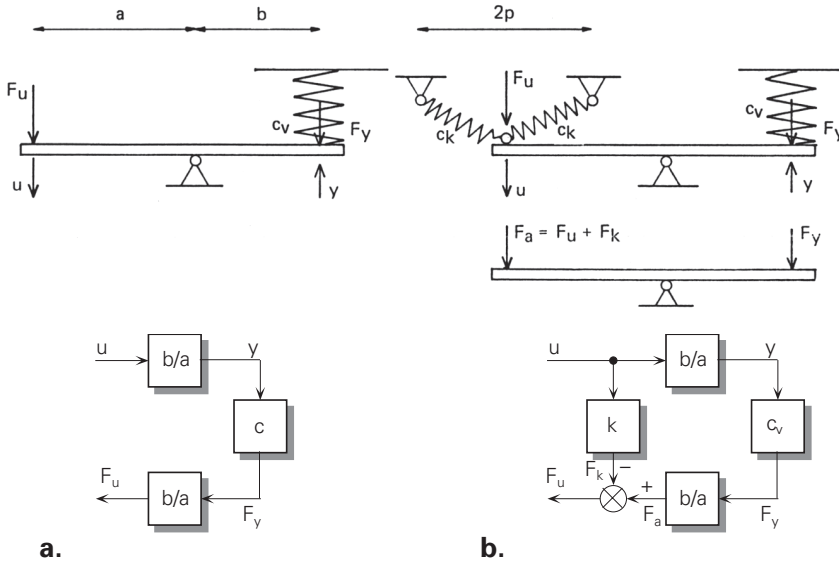 a b 2p
F_u c_v F_y F_u c_k c_k c_v F_y
u y u y
F_a = F_u + F_k F_y
u b/a y u b/a y
c k c_v
F_u b/a F_y F_u F_k − + F_a b/a F_y
a. b.